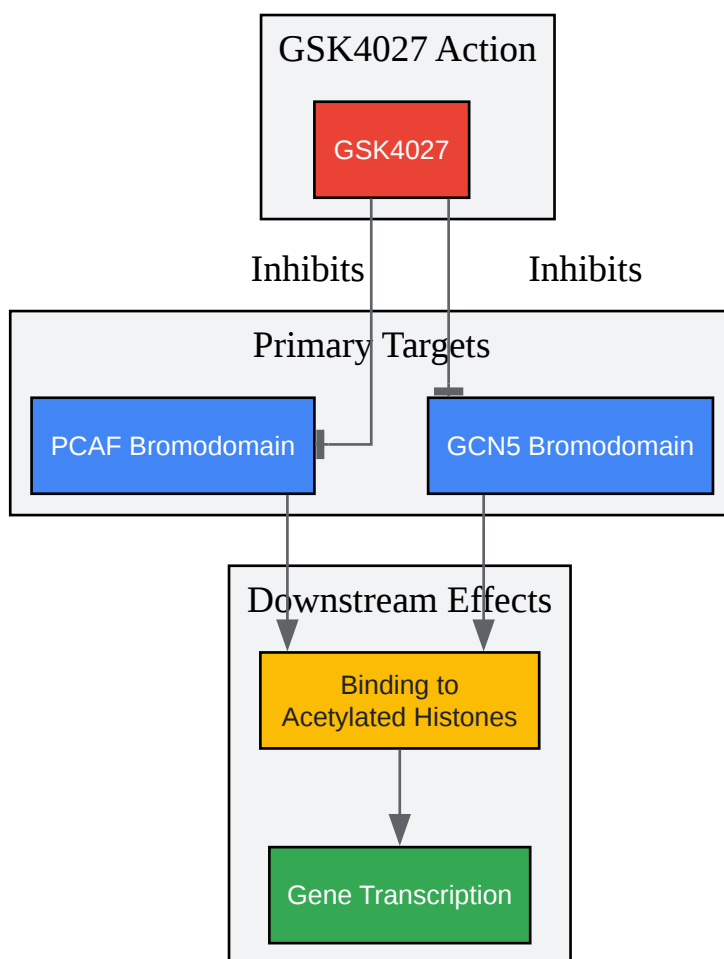 GSK4027 Action
GSK4027
Inhibits
Inhibits
Primary Targets
PCAF Bromodomain
GCN5 Bromodomain
Downstream Effects
Binding to
Acetylated Histones
Gene Transcription